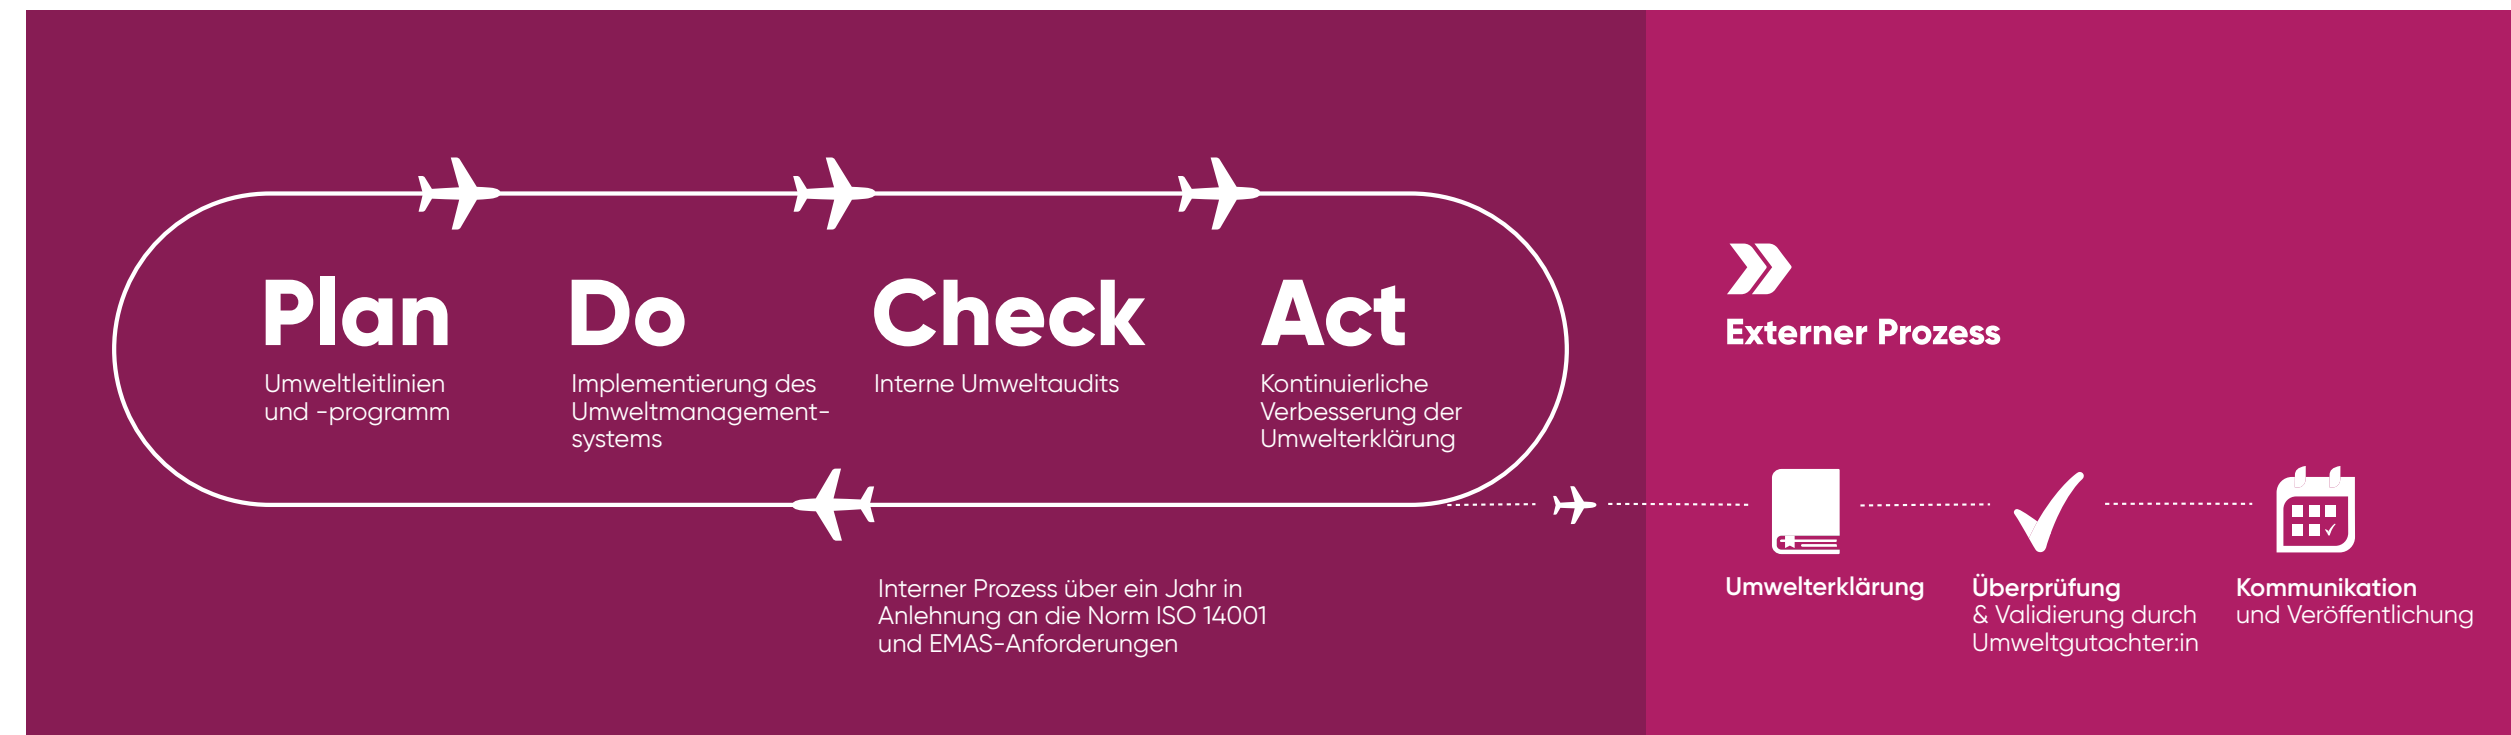 Plan
Umweltleitlinien
und -programm
Do
Implementierung des
Umweltmanagement-
systems
Check
Interne Umweltaudits
Act
Kontinuierliche
Verbesserung der
Umwelterklärung
Interner Prozess über ein Jahr in
Anlehnung an die Norm ISO 14001
und EMAS-Anforderungen
Externer Prozess
Umwelterklärung
Überprüfung
& Validierung durch
Umweltgutachter:in
Kommunikation
und Veröffentlichung